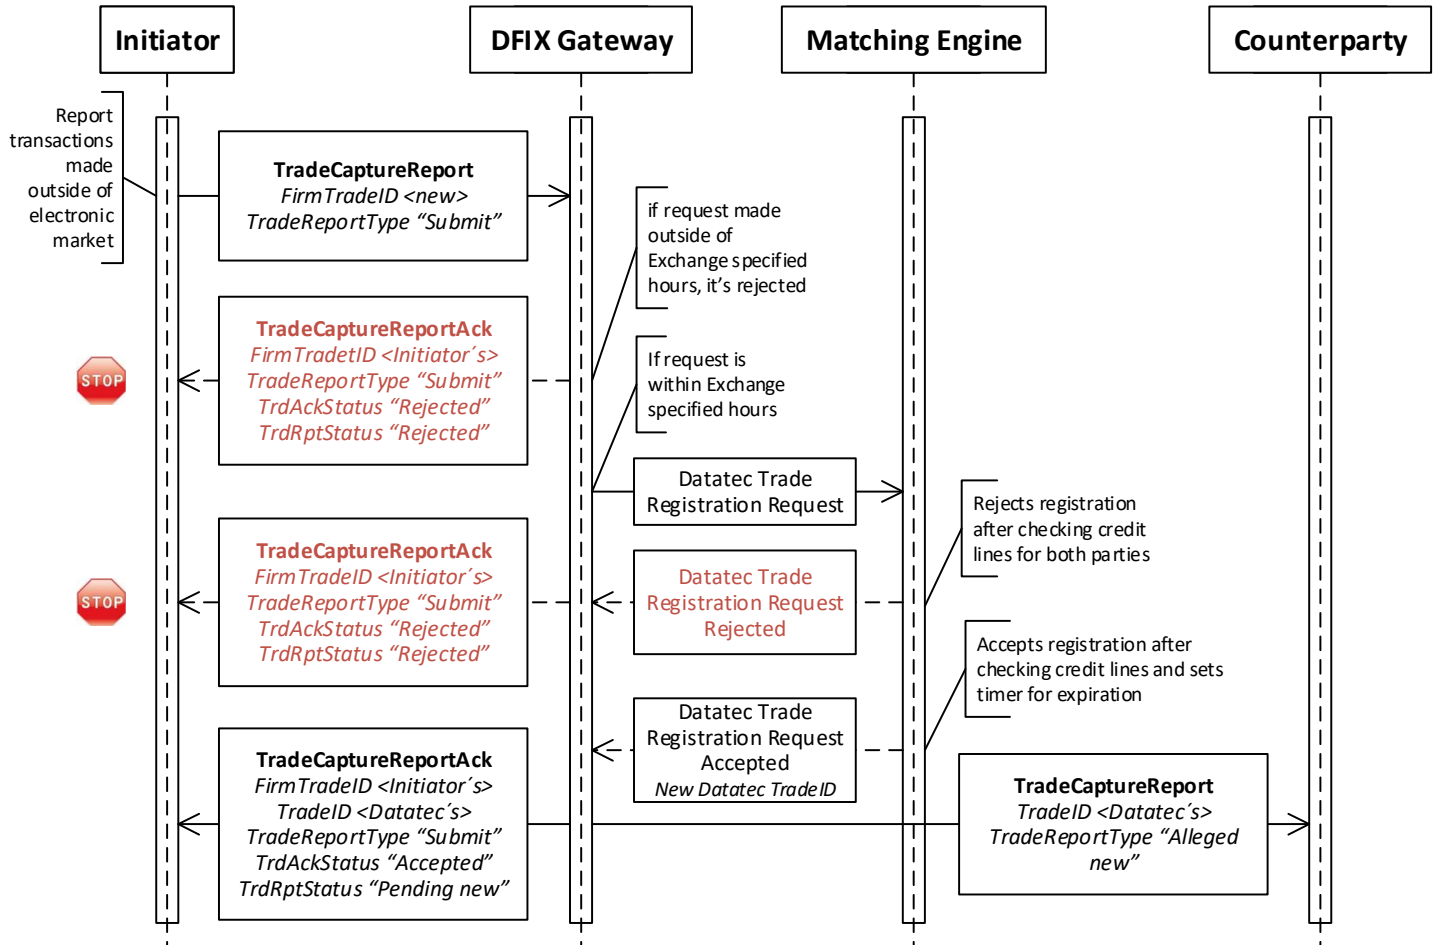 Initiator
DFIX Gateway
Matching Engine
Counterparty
Report
transactions
made
outside of
electronic
market
TradeCaptureReport
FirmTradeID <new>
TradeReportType “Submit”
if request made
outside of
Exchange specified
hours, it’s rejected
TradeCaptureReportAck
FirmTradetID <Initiator´s>
TradeReportType “Submit”
TrdAckStatus “Rejected”
TrdRptStatus “Rejected”
STOP
If request is
within Exchange
specified hours
Datatec Trade
Registration Request
Rejects registration
after checking credit
lines for both parties
TradeCaptureReportAck
FirmTradeID <Initiator´s>
TradeReportType “Submit”
TrdAckStatus “Rejected”
TrdRptStatus “Rejected”
STOP
Datatec Trade
Registration Request
Rejected
Accepts registration after
checking credit lines and sets
timer for expiration
Datatec Trade
Registration Request
Accepted
New Datatec TradeID
TradeCaptureReportAck
FirmTradeID <Initiator´s>
TradeID <Datatec´s>
TradeReportType “Submit”
TrdAckStatus “Accepted”
TrdRptStatus “Pending new”
TradeCaptureReport
TradeID <Datatec´s>
TradeReportType “Alleged
new”